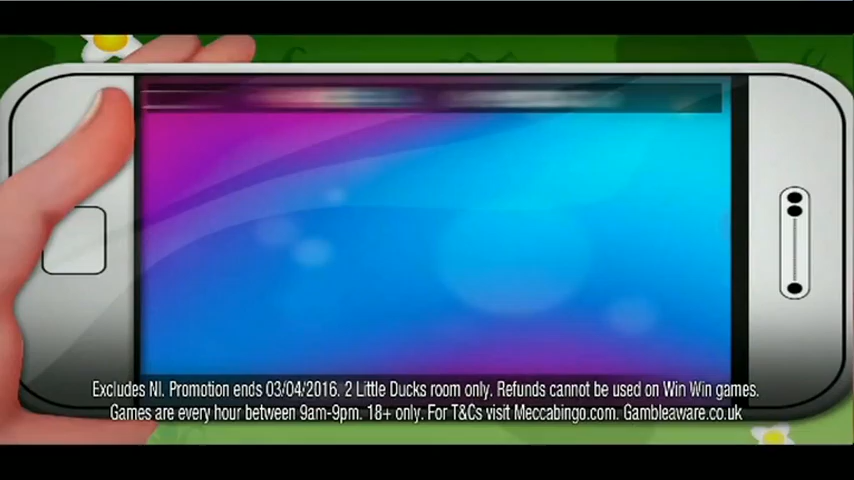 Excludes NI. Promotion ends 03/04/2016. 2 Little Ducks room only. Refunds cannot be used on Win Win games.
Games are every hour between 9am-9pm. 18+ only. For T&Cs visit Meccabingo.com. Gambleaware.co.uk